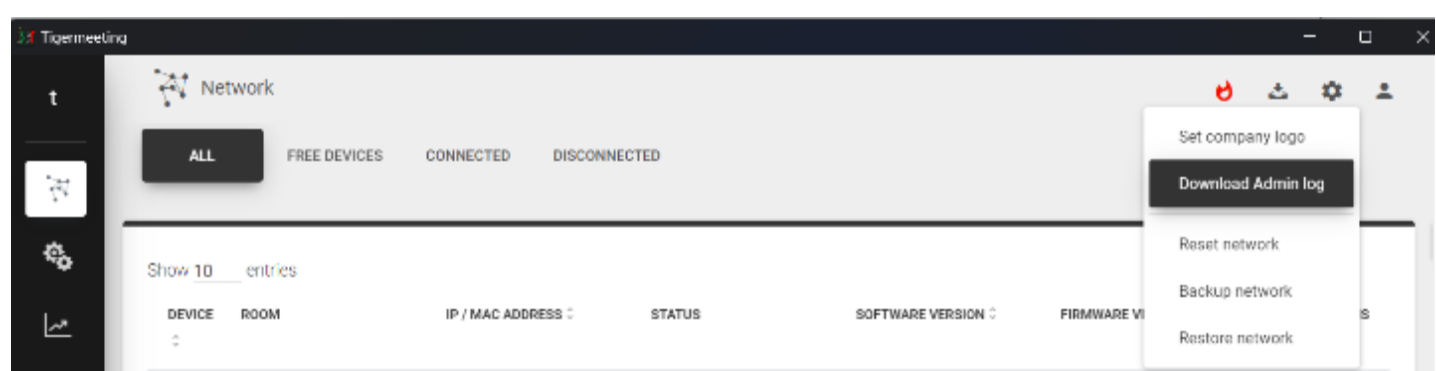 Tigermeeting
t
Network
ALL FREE DEVICES CONNECTED DISCONNECTED
Set company logo
Download Admin log
Reset network
Backup network
Restore network
Show 10 entries
DEVICE ROOM IP / MAC ADDRESS STATUS SOFTWARE VERSION FIRMWARE